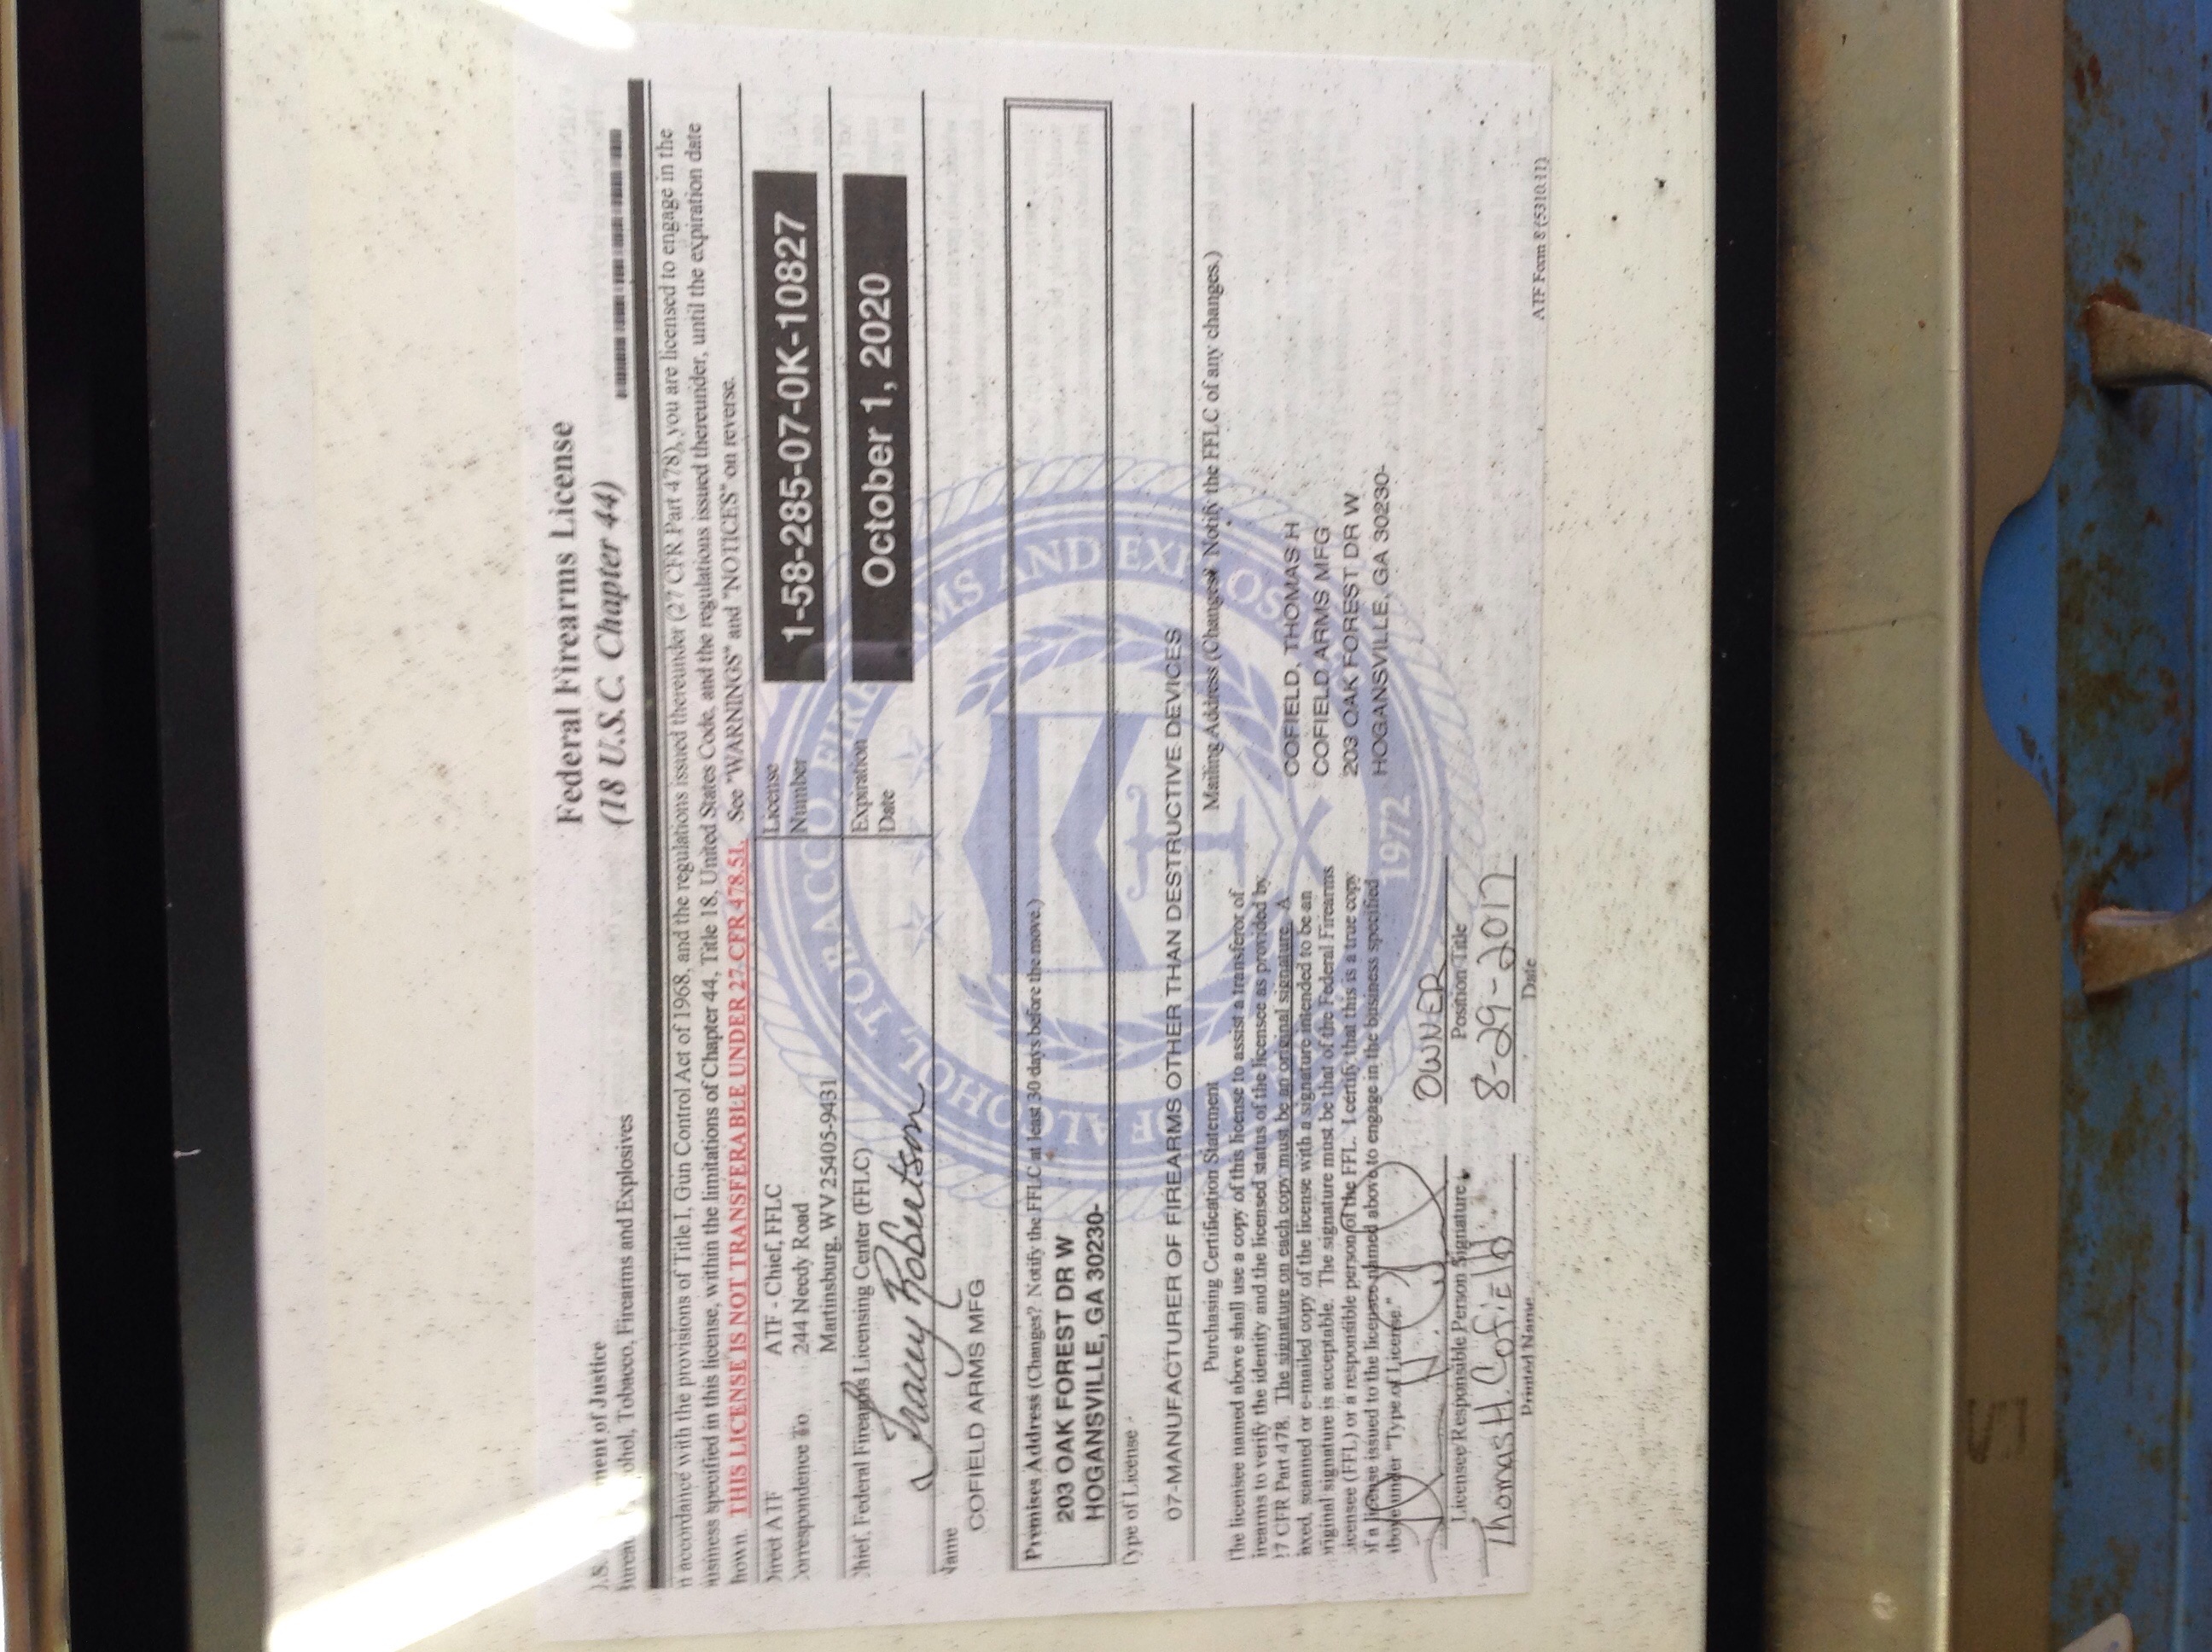 ment of Justice
ohol, Tobacco, Firearms and Explosives
Federal Firearms License
(18 U.S.C. Chapter 44)
n accordance with the provisions of Title I, Gun Control Act of 1968, and the regulations issued thereunder (27 CFR Part 478), you are licensed to engage in the
usiness specified in this license, within the limitations of Chapter 44, Title 18, United States Code, and the regulations issued thereunder, until the expiration date
hown. THIS LICENSE IS NOT TRANSFERABLE UNDER 27 CFR 478.51. See "WARNINGS" and "NOTICES" on reverse.
Direct ATF
Correspondence To
ATF - Chief, FFLC
244 Needy Road
Martinsburg, WV 25405-9431
License
Number
1-58-285-07-0K-10827
Chief, Federal Firearms Licensing Center (FFLC)
Tracey Robertson
Expiration
Date
October 1, 2020
Name
COFIELD ARMS MFG
Premises Address (Changes? Notify the FFLC at least 30 days before the move.)
203 OAK FOREST DR W
HOGANSVILLE, GA 30230-
Type of License
07-MANUFACTURER OF FIREARMS OTHER THAN DESTRUCTIVE DEVICES
Purchasing Certification Statement
The licensee named above shall use a copy of this license to assist a transferor of
irearms to verify the identity and the licensed status of the licensee as provided by
27 CFR Part 478. The signature on each copy must be an original signature. A
axed, scanned or e-mailed copy of the license with a signature intended to be an
original signature is acceptable. The signature must be that of the Federal Firearms
Licensee (FFL) or a responsible person of the FFL. I certify that this is a true copy
of a license issued to the licensee named above to engage in the business specified
above under "Type of License."
Mailing Address (Changes? Notify the FFLC of any changes.)
COFIELD, THOMAS H
COFIELD ARMS MFG
203 OAK FOREST DR W
HOGANSVILLE, GA 30230-
OWNER
Licensee/Responsible Person Signature
Position Title
Thomas H. Cofield
8-29-2017
Printed Name
Date
ATF Form 8 (5310.11)
OF ALCOHOL, TOBACCO, FIREARMS AND EXPLOSIVES
1972